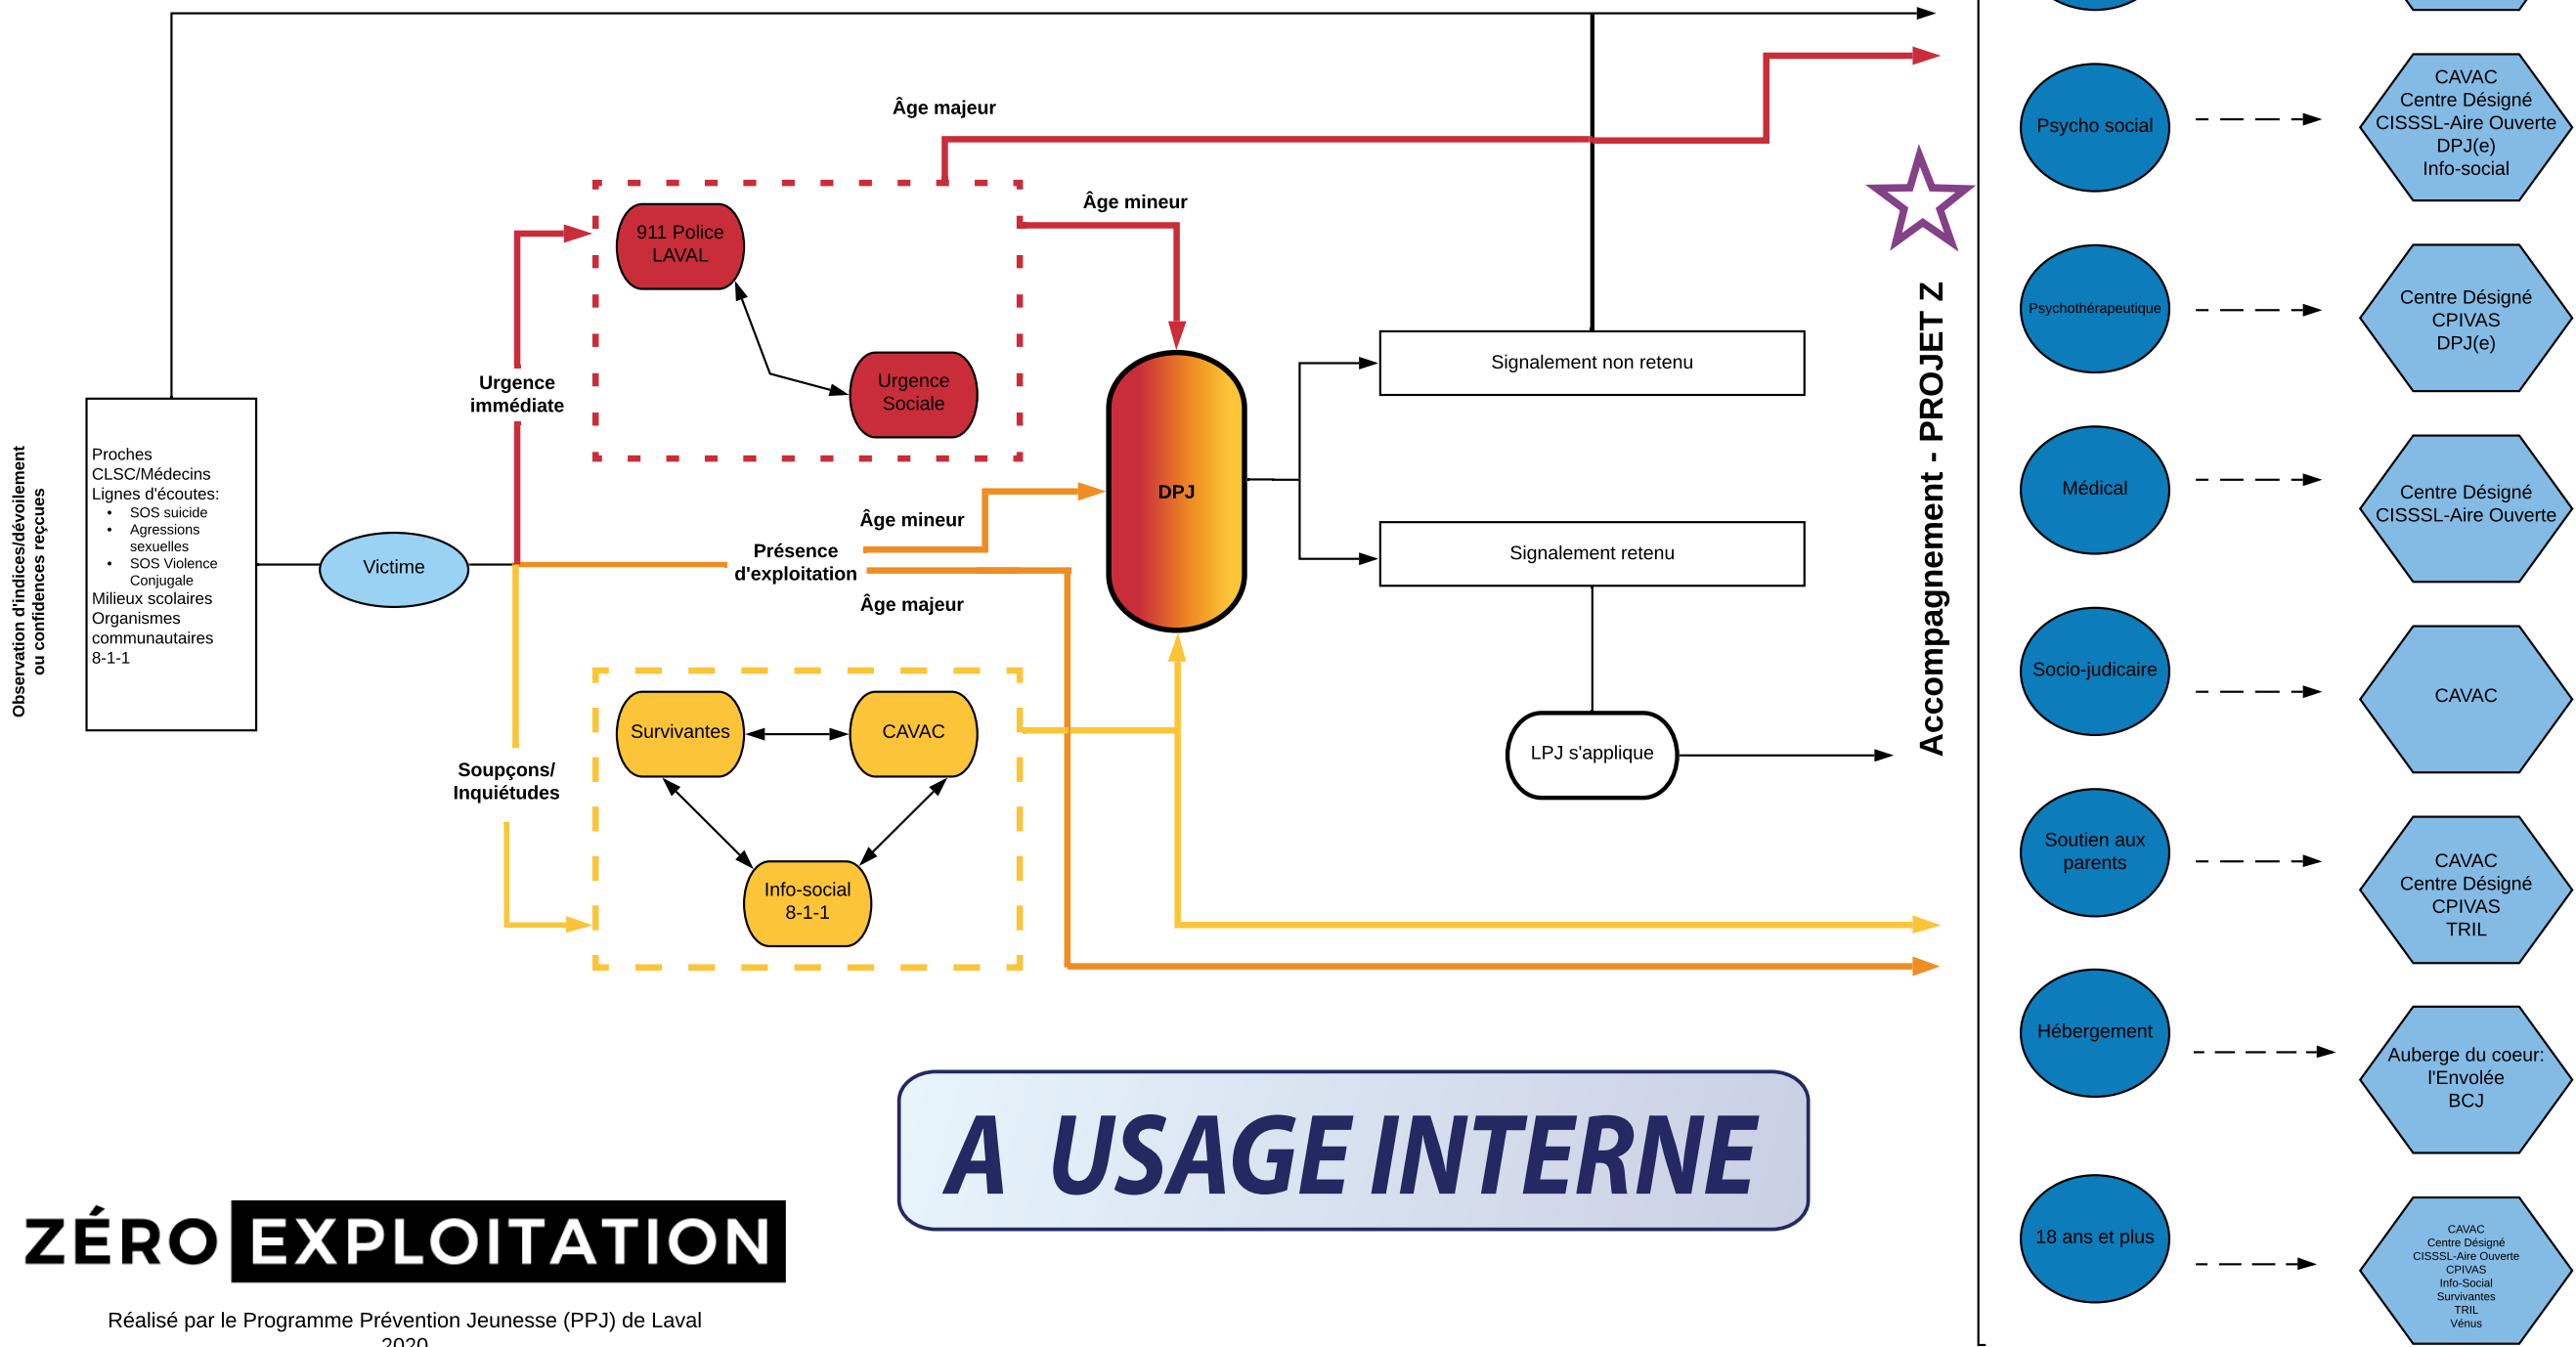 Observation d'indices/dévoilement
ou confidences reçcues
Proches
CLSC/Médecins
Lignes d'écoutes:
• SOS suicide
• Agressions
sexuelles
• SOS Violence
Conjugale
Milieux scolaires
Organismes
communautaires
8-1-1
Victime
Urgence
immédiate
Présence
d'exploitation
Soupçons/
Inquiétudes
Âge majeur
Âge mineur
911 Police
LAVAL
Urgence
Sociale
Âge mineur
Âge majeur
Survivantes
CAVAC
Info-social
8-1-1
DPJ
Signalement non retenu
Signalement retenu
LPJ s'applique
Accompagnement - PROJET Z
Psycho social
CAVAC
Centre Désigné
CISSSL-Aire Ouverte
DPJ(e)
Info-social
Psychothérapeutique
Centre Désigné
CPIVAS
DPJ(e)
Médical
Centre Désigné
CISSSL-Aire Ouverte
Socio-judicaire
CAVAC
Soutien aux
parents
CAVAC
Centre Désigné
CPIVAS
TRIL
Hébergement
Auberge du coeur:
l'Envolée
BCJ
18 ans et plus
CAVAC
Centre Désigné
CISSSL-Aire Ouverte
CPIVAS
Info-Social
Survivantes
TRIL
Vénus
A USAGE INTERNE
ZÉRO EXPLOITATION
Réalisé par le Programme Prévention Jeunesse (PPJ) de Laval
2020